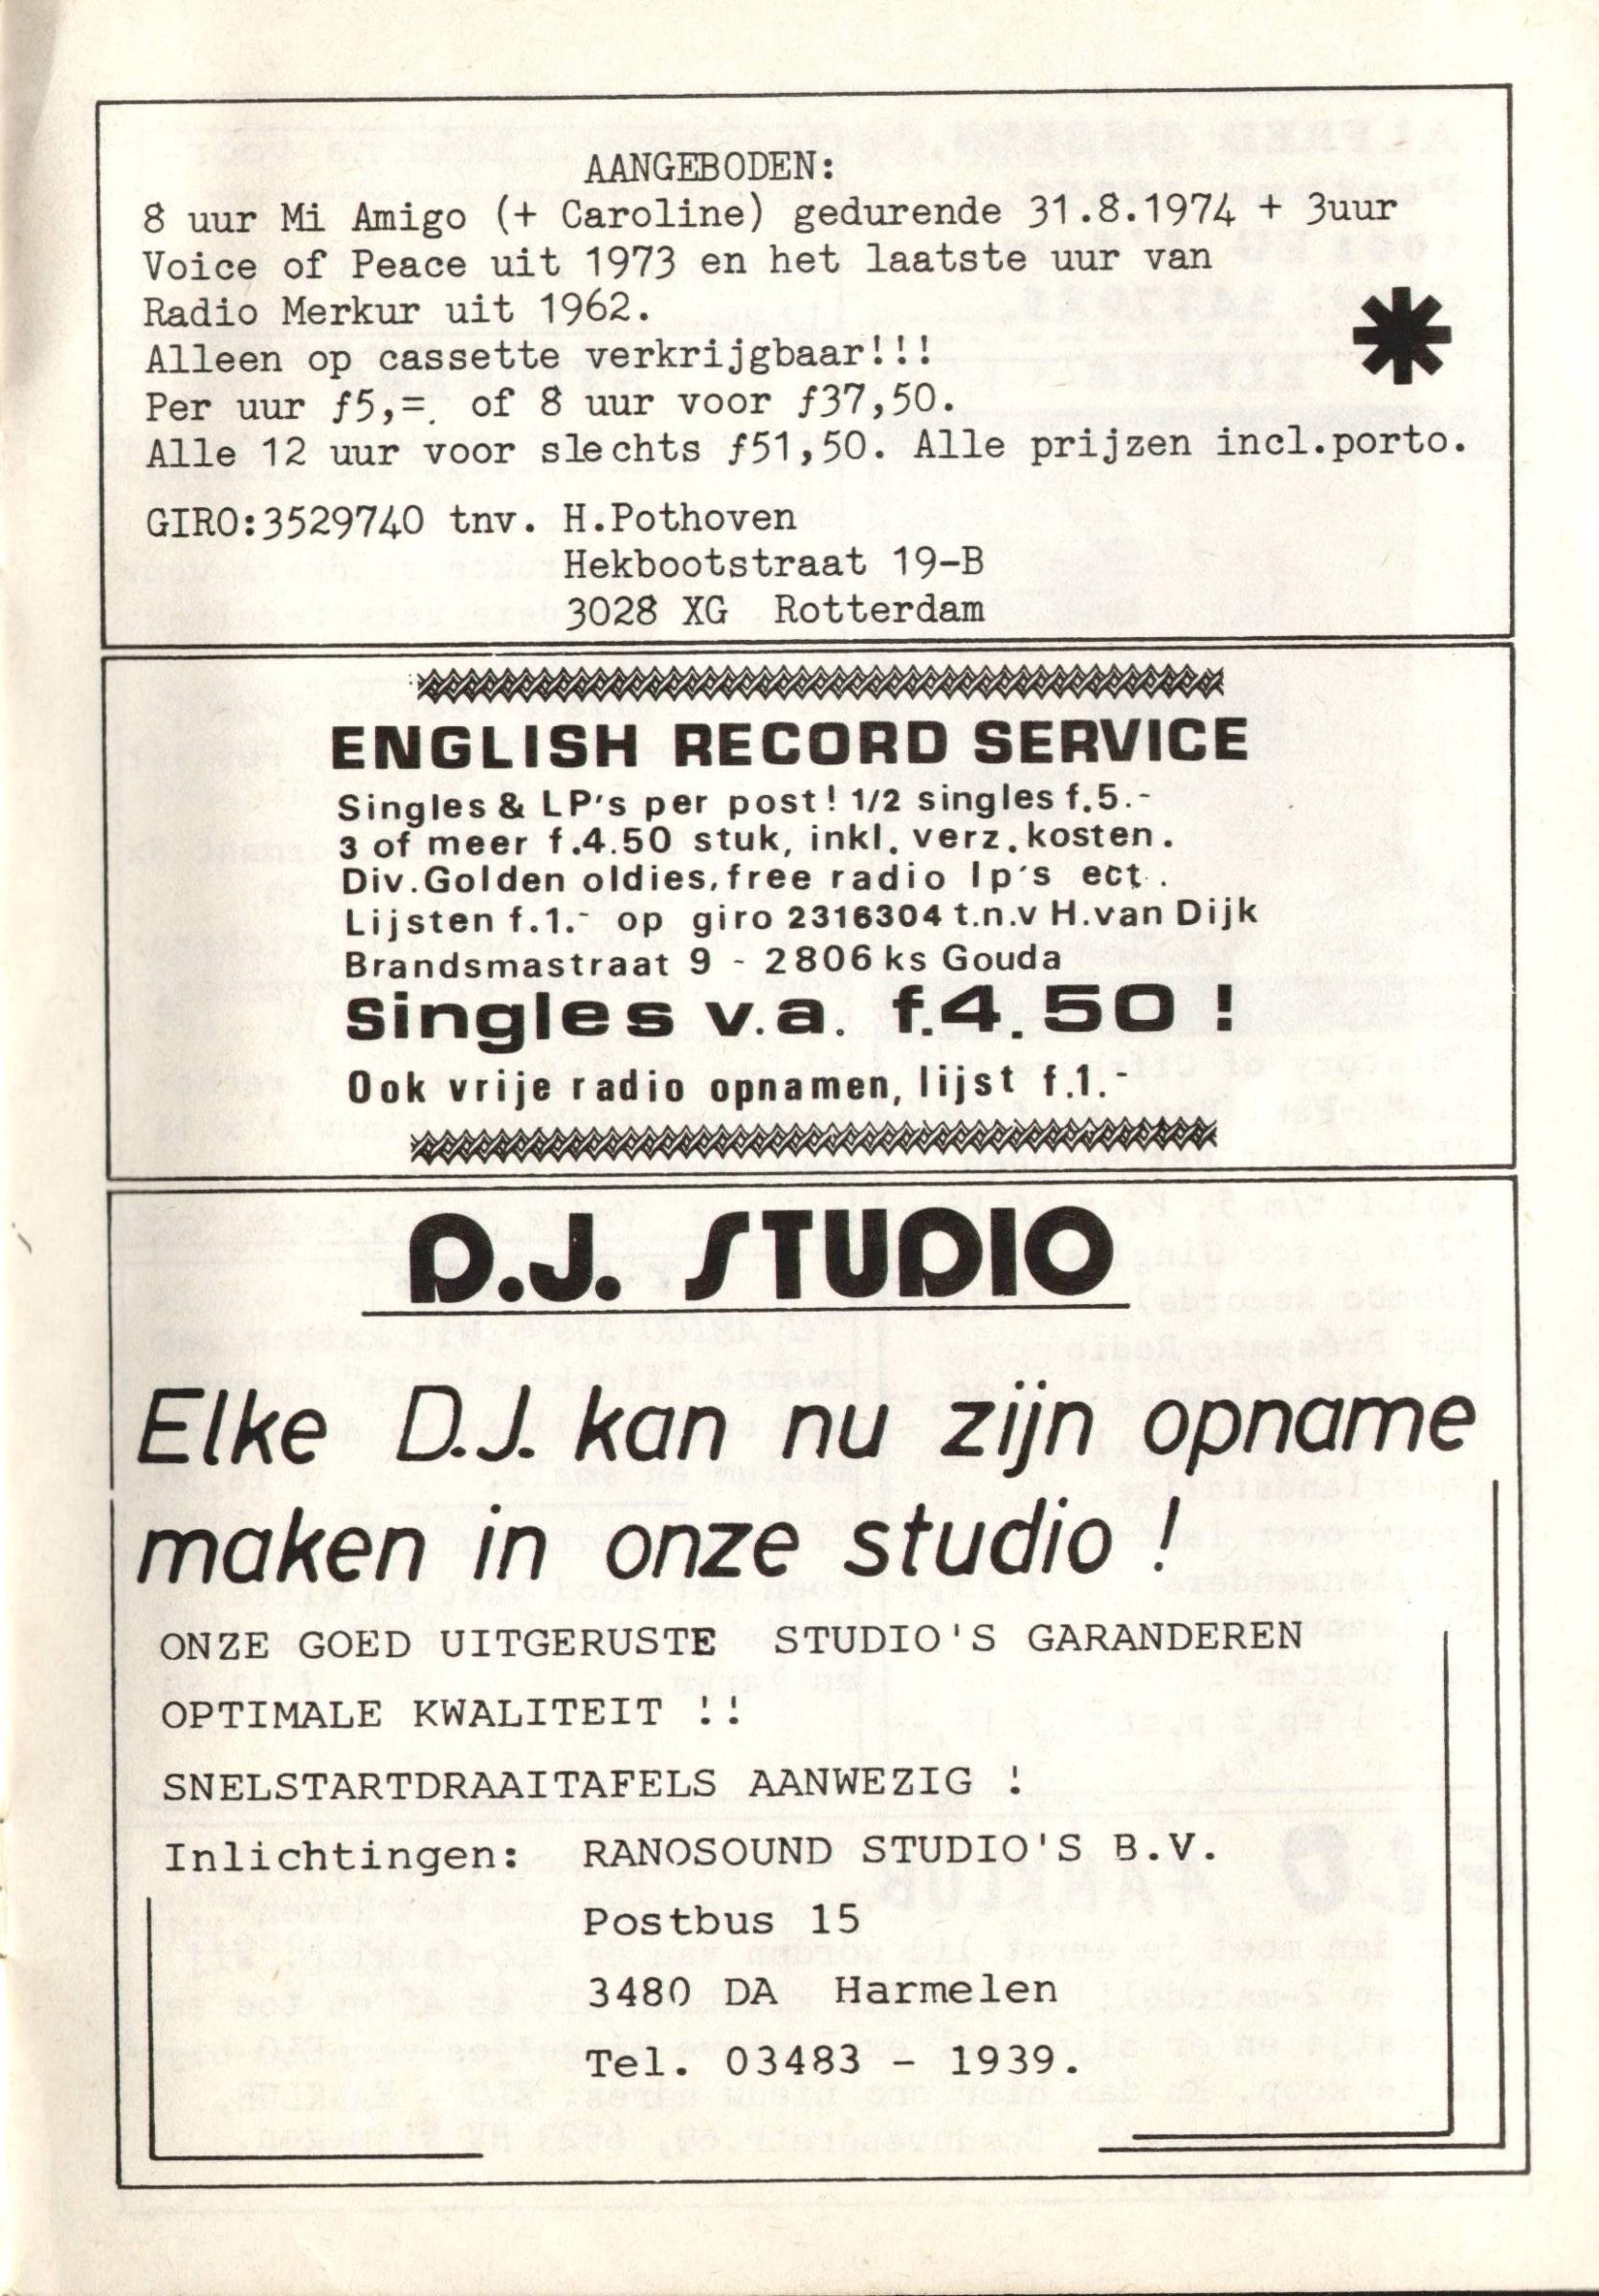 AANGEBODEN:
8 uur Mi Amigo (+ Caroline) gedurende 31.8.1974 + 3uur
Voice of Peace uit 1973 en het laatste uur van
Radio Merkur uit 1962.
Alleen op cassette verkrijgbaar!!!
Per uur ƒ5,=. of 8 uur voor ƒ37,50.
Alle 12 uur voor slechts ƒ51,50. Alle prijzen incl.porto.
GIRO:3529740 tnv. H.Pothoven
Hekbootstraat 19-B
3028 XG Rotterdam
ENGLISH RECORD SERVICE
Singles & LP's per post! 1/2 singles f.5.-
3 of meer f.4.50 stuk, inkl. verz.kosten.
Div.Golden oldies,free radio lp's ect.
Lijsten f.1.- op giro 2316304 t.n.v H.van Dijk
Brandsmastraat 9 - 2806 ks Gouda
Singles v.a. f.4.50 !
Ook vrije radio opnamen, lijst f.1.-
D.J. STUDIO
Elke D.J. kan nu zijn opname
maken in onze studio !
ONZE GOED UITGERUSTE STUDIO'S GARANDEREN
OPTIMALE KWALITEIT !!
SNELSTARTDRAAITAFELS AANWEZIG !
Inlichtingen: RANOSOUND STUDIO'S B.V.
Postbus 15
3480 DA Harmelen
Tel. 03483 - 1939.